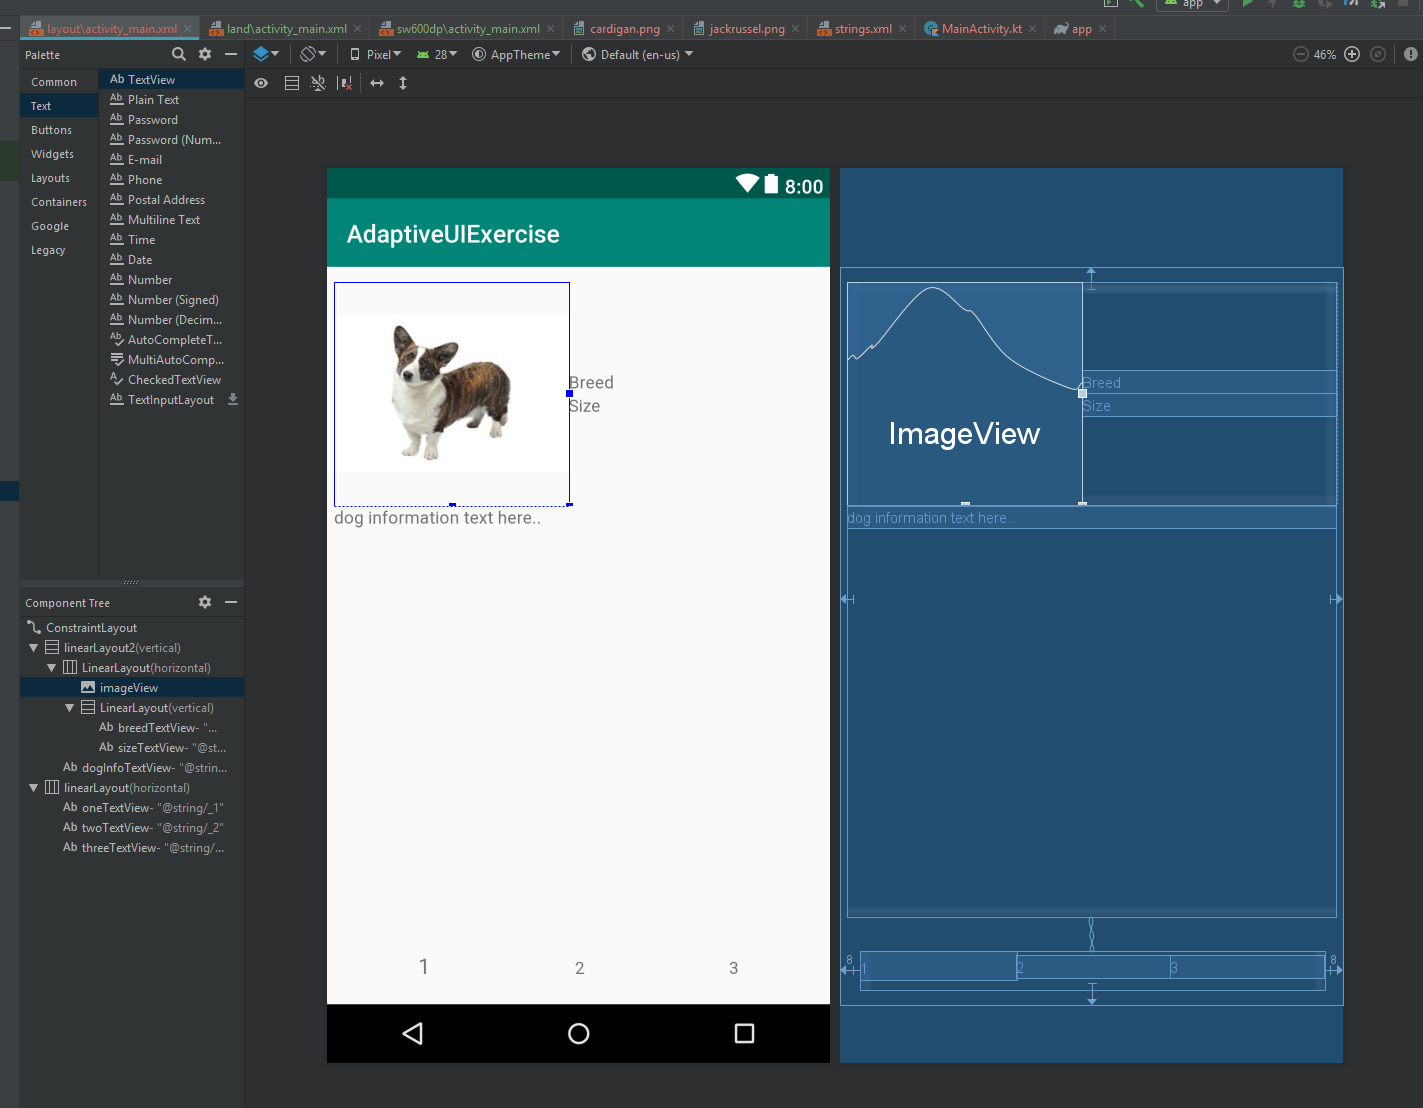 app
layout\activity_main.xml
land\activity_main.xml
sw600dp\activity_main.xml
cardigan.png
jackrussel.png
strings.xml
MainActivity.kt
app
Palette
Pixel
28
AppTheme
Default (en-us)
46%
Common
Text
Buttons
Widgets
Layouts
Containers
Google
Legacy
Ab TextView
Ab Plain Text
Ab Password
Ab Password (Num...
Ab E-mail
Ab Phone
Ab Postal Address
Ab Multiline Text
Ab Time
Ab Date
Ab Number
Ab Number (Signed)
Ab Number (Decim...
Ab AutoCompleteT...
MultiAutoComp...
A CheckedTextView
Ab TextInputLayout
8:00
AdaptiveUIExercise
Breed
Size
dog information text here..
1 2 3
Breed
Size
ImageView
dog information text here..
8 1 2 3 8
Component Tree
ConstraintLayout
linearLayout2(vertical)
LinearLayout(horizontal)
imageView
LinearLayout(vertical)
Ab breedTextView- "...
Ab sizeTextView- "@st...
Ab dogInfoTextView- "@strin...
linearLayout(horizontal)
Ab oneTextView- "@string/_1"
Ab twoTextView- "@string/_2"
Ab threeTextView- "@string/...